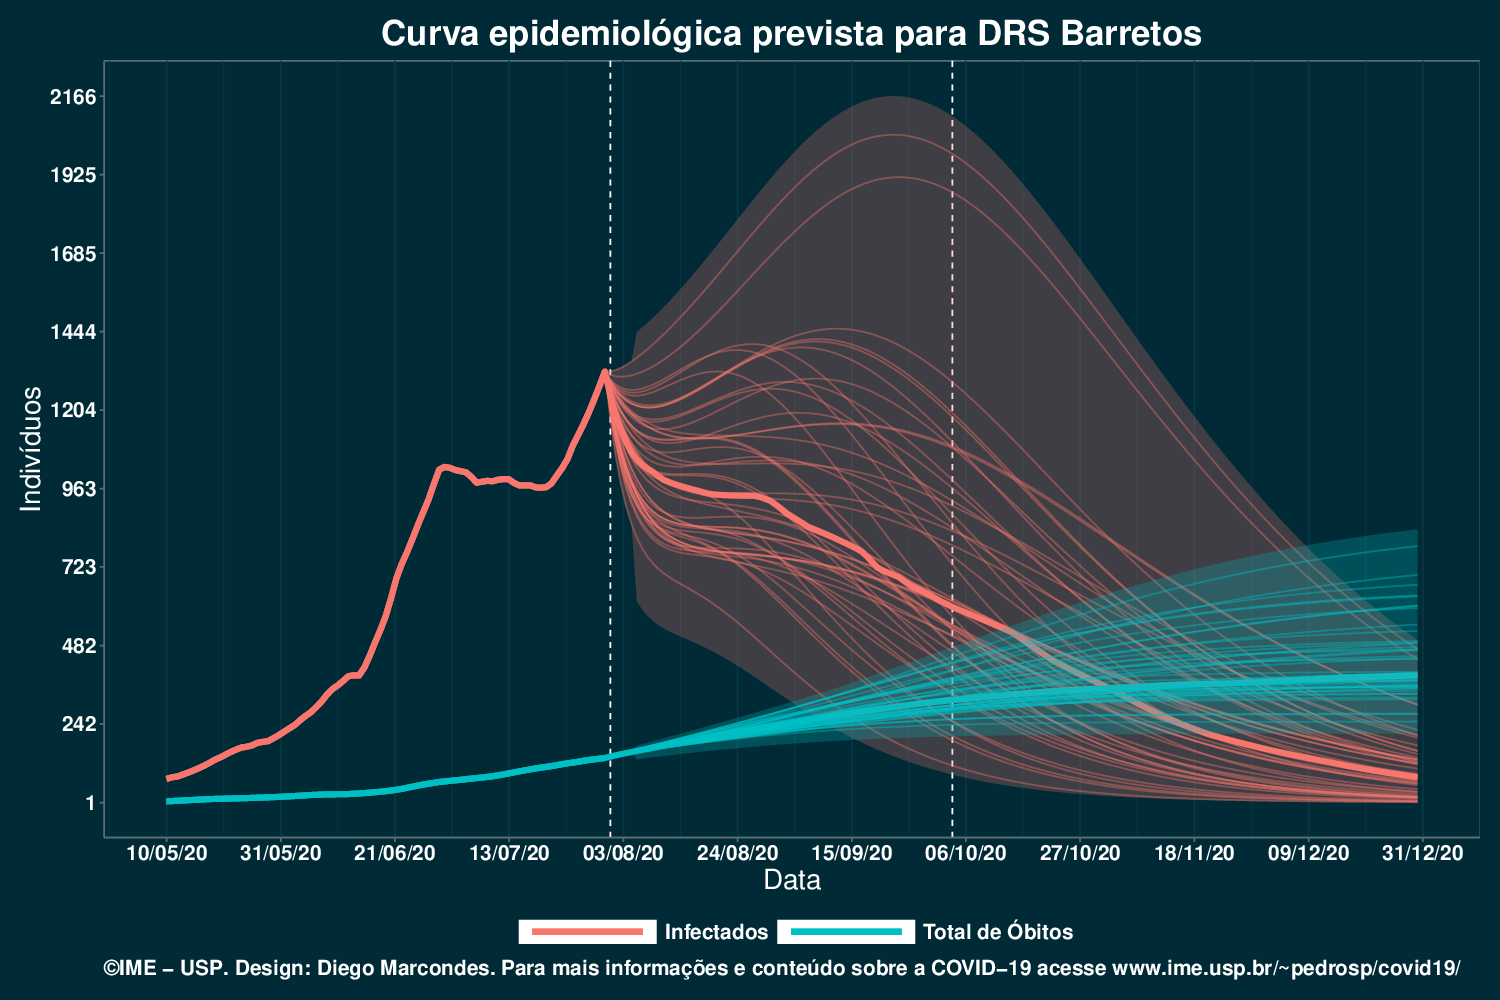 Curva epidemiológica prevista para DRS Barretos
Indivíduos
2166
1925
1685
1444
1204
963
723
482
242
1
10/05/20 31/05/20 21/06/20 13/07/20 03/08/20 24/08/20 15/09/20 06/10/20 27/10/20 18/11/20 09/12/20 31/12/20
Data
Infectados Total de Óbitos
©IME − USP. Design: Diego Marcondes. Para mais informações e conteúdo sobre a COVID−19 acesse www.ime.usp.br/~pedrosp/covid19/